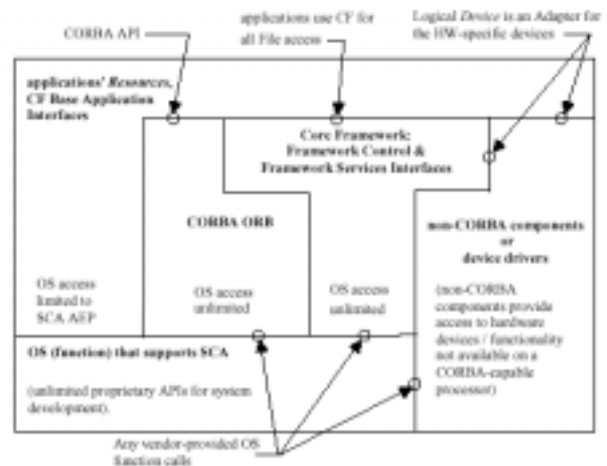 CORBA API
applications use CF for
all File access
Logical Device is an Adapter for
the HW-specific devices
applications' Resources,
CF Base Application
Interfaces
Core Framework:
Framework Control &
Framework Services Interfaces
CORBA ORB
non-CORBA components
or
device drivers
OS access
limited to
SCA AEP
OS access
unlimited
OS access
unlimited
(non-CORBA
components provide
access to hardware
devices / functionality
not available on a
CORBA-capable
processor)
OS (function) that supports SCA
(unlimited proprietary APIs for system
development).
Any vendor-provided OS
function calls